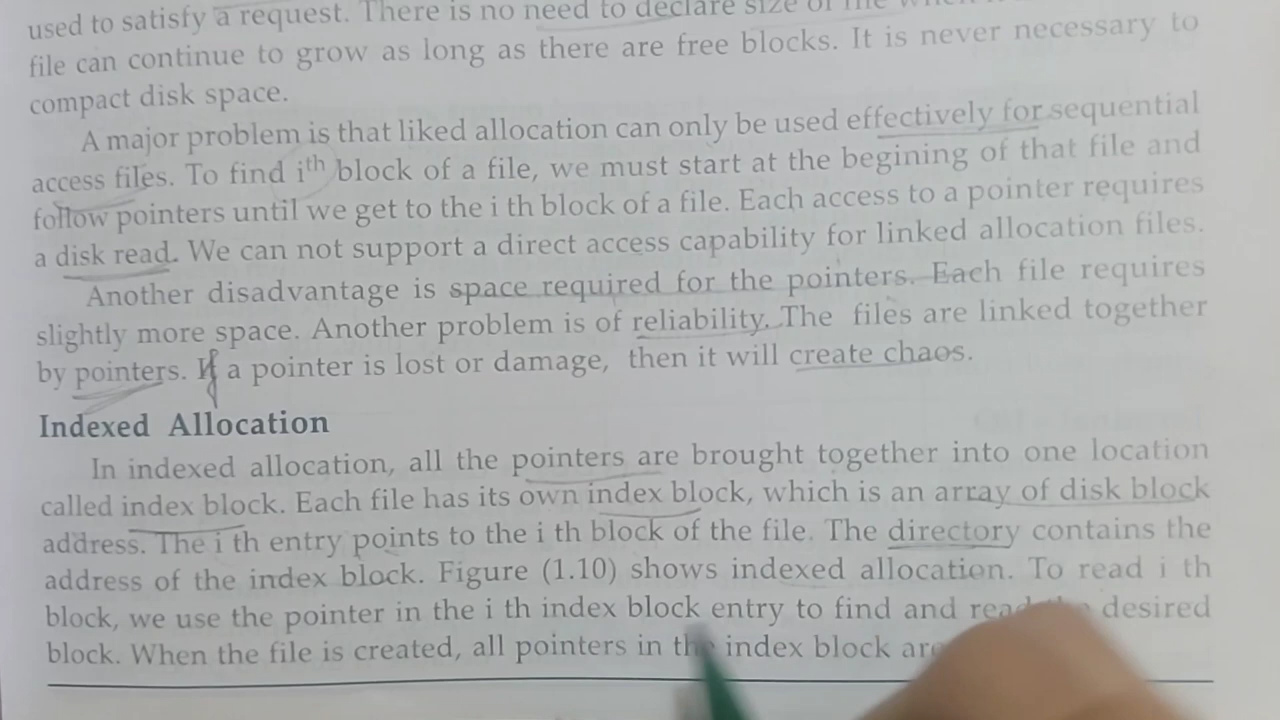 used to satisfy a request. There is no need to declare size of file
file can continue to grow as long as there are free blocks. It is never necessary to
compact disk space.
A major problem is that liked allocation can only be used effectively for sequential
access files. To find ith block of a file, we must start at the begining of that file and
follow pointers until we get to the i th block of a file. Each access to a pointer requires
a disk read. We can not support a direct access capability for linked allocation files.
Another disadvantage is space required for the pointers. Each file requires
slightly more space. Another problem is of reliability. The files are linked together
by pointers. If a pointer is lost or damage, then it will create chaos.
Indexed Allocation
In indexed allocation, all the pointers are brought together into one location
called index block. Each file has its own index block, which is an array of disk block
address. The i th entry points to the i th block of the file. The directory contains the
address of the index block. Figure (1.10) shows indexed allocation. To read i th
block, we use the pointer in the i th index block entry to find and read the desired
block. When the file is created, all pointers in the index block are